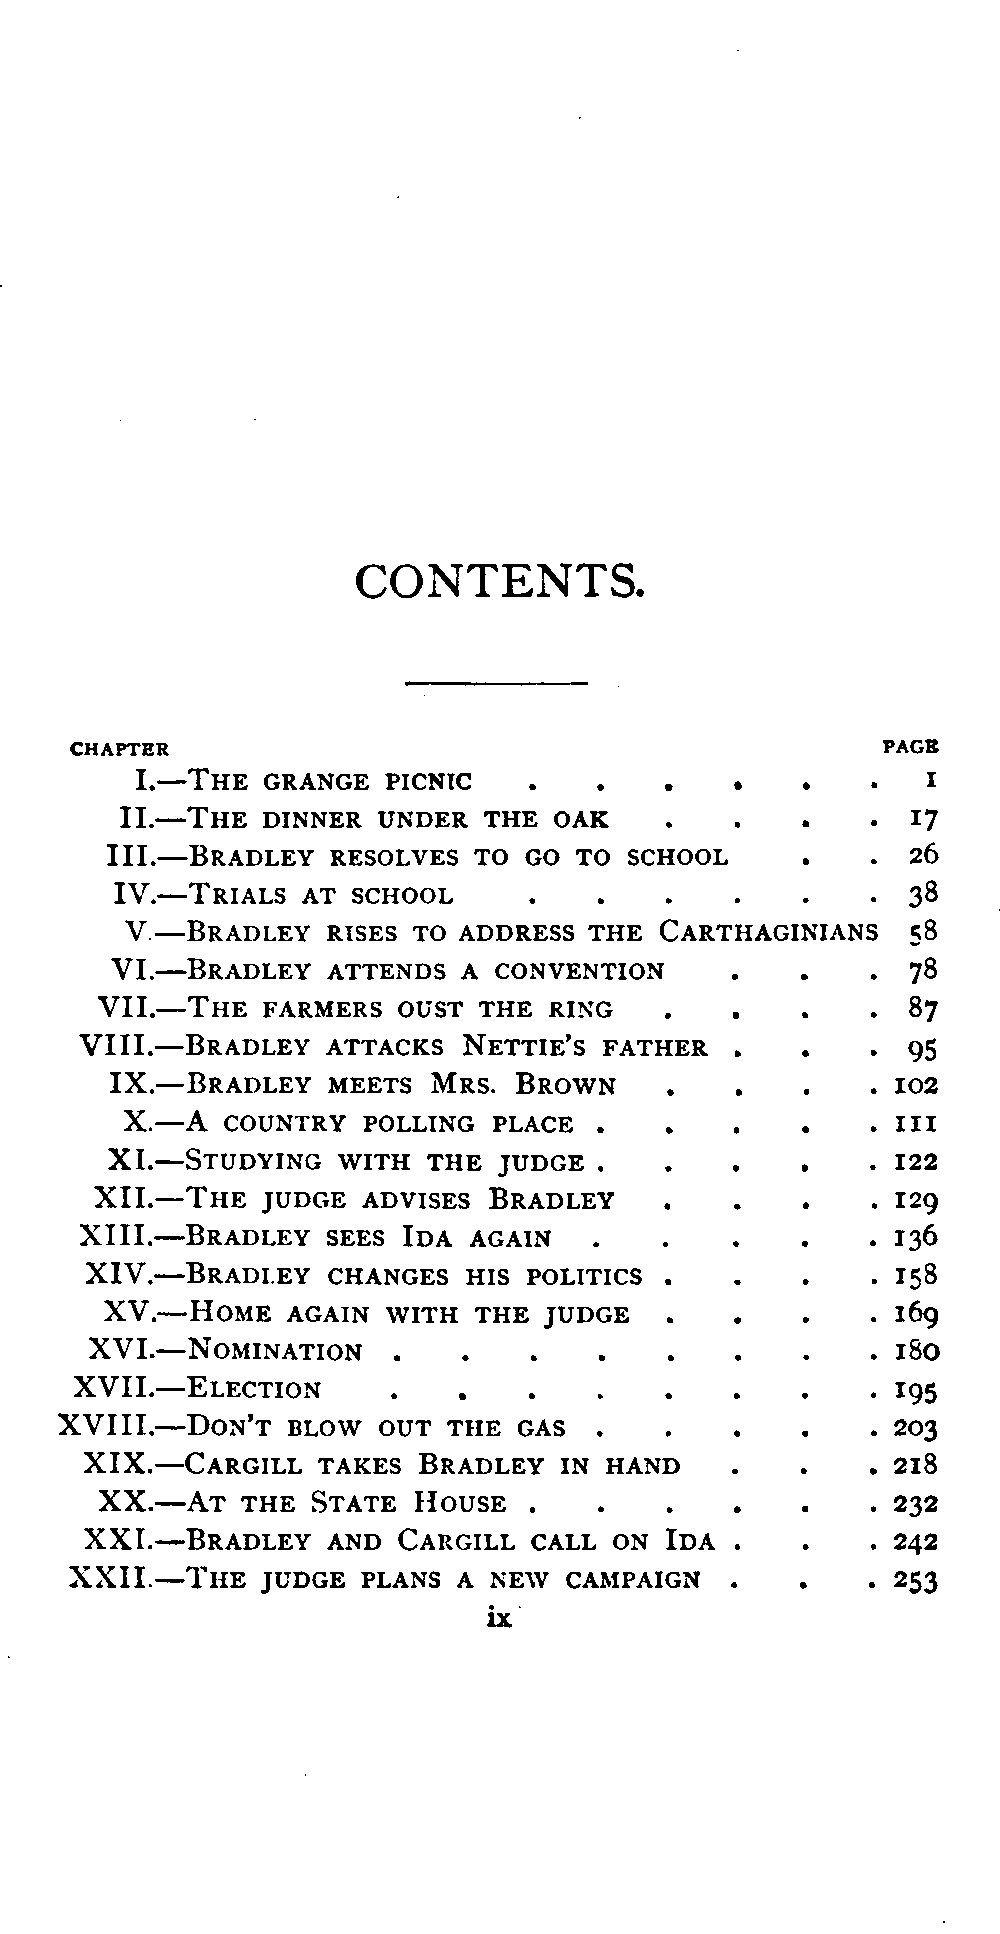 CONTENTS.
CHAPTER PAGE
I.—THE GRANGE PICNIC . . . . . . 1
II.—THE DINNER UNDER THE OAK . . . . 17
III.—BRADLEY RESOLVES TO GO TO SCHOOL . . 26
IV.—TRIALS AT SCHOOL . . . . . . 38
V.—BRADLEY RISES TO ADDRESS THE CARTHAGINIANS 58
VI.—BRADLEY ATTENDS A CONVENTION . . . 78
VII.—THE FARMERS OUST THE RING . . . . 87
VIII.—BRADLEY ATTACKS NETTIE'S FATHER . . . 95
IX.—BRADLEY MEETS MRS. BROWN . . . . 102
X.—A COUNTRY POLLING PLACE . . . . . 111
XI.—STUDYING WITH THE JUDGE . . . . . 122
XII.—THE JUDGE ADVISES BRADLEY . . . . 129
XIII.—BRADLEY SEES IDA AGAIN . . . . . 136
XIV.—BRADLEY CHANGES HIS POLITICS . . . . 158
XV.—HOME AGAIN WITH THE JUDGE . . . . 169
XVI.—NOMINATION . . . . . . . . 180
XVII.—ELECTION . . . . . . . . 195
XVIII.—DON'T BLOW OUT THE GAS . . . . . 203
XIX.—CARGILL TAKES BRADLEY IN HAND . . . 218
XX.—AT THE STATE HOUSE . . . . . . 232
XXI.—BRADLEY AND CARGILL CALL ON IDA . . . 242
XXII.—THE JUDGE PLANS A NEW CAMPAIGN . . . 253
ix